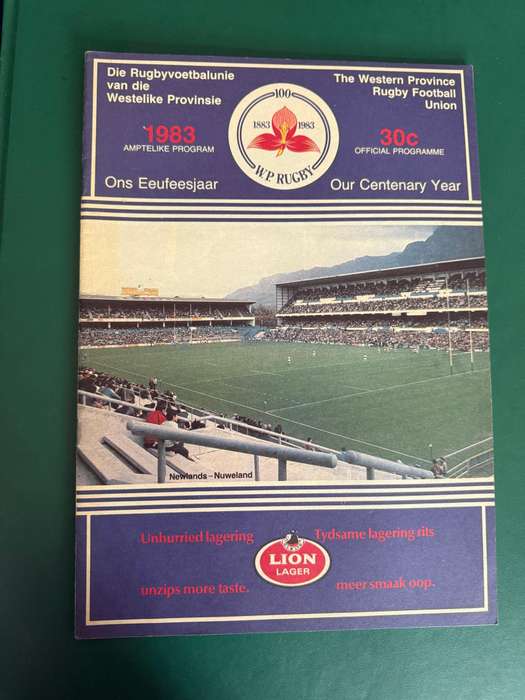 Die Rugbyvoetbalunie
van die
Westelike Provinsie
1983
AMPTELIKE PROGRAM
Ons Eeufeesjaar
100
1883 1983
W.P RUGBY
The Western Province
Rugby Football
Union
30c
OFFICIAL PROGRAMME
Our Centenary Year
Newlands – Nuweland
Unhurried lagering
unzips more taste.
LION
LAGER
Tydsame lagering rits
meer smaak oop.